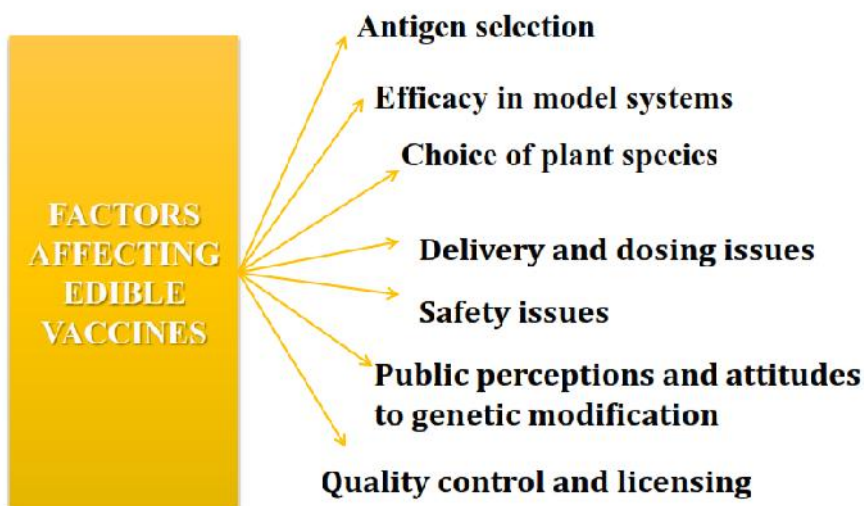 FACTORS
AFFECTING
EDIBLE
VACCINES
Antigen selection
Efficacy in model systems
Choice of plant species
Delivery and dosing issues
Safety issues
Public perceptions and attitudes
to genetic modification
Quality control and licensing